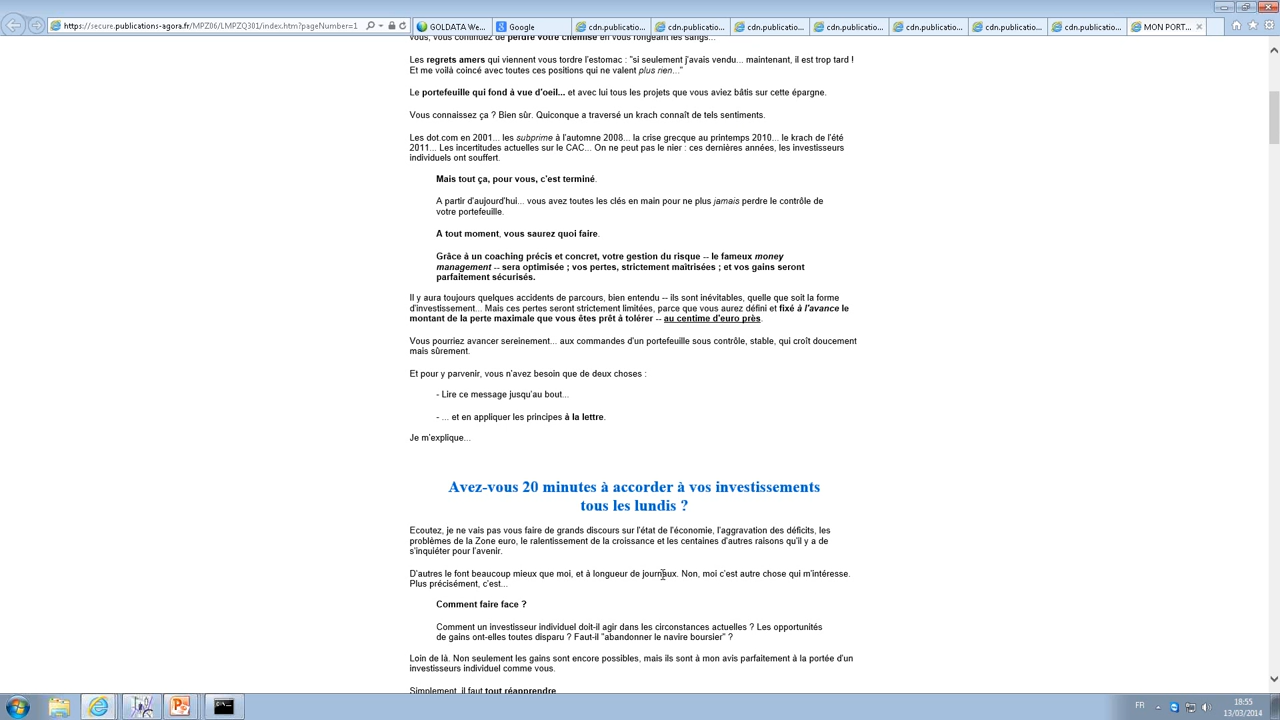 https://secure.publications-agora.fr/MPZ06/LMPZQ301/index.htm?pageNumber=1
GOLDATA We...
Google
cdn.publicatio...
cdn.publicatio...
cdn.publicatio...
cdn.publicatio...
cdn.publicatio...
cdn.publicatio...
cdn.publicatio...
MON PORT...
vous, vous continuez de perdre votre chemise en vous rongeant les sangs...
Les regrets amers qui viennent vous tordre l'estomac : "si seulement j'avais vendu... maintenant, il est trop tard !
Et me voilà coincé avec toutes ces positions qui ne valent plus rien..."
Le portefeuille qui fond à vue d'oeil... et avec lui tous les projets que vous aviez bâtis sur cette épargne.
Vous connaissez ça ? Bien sûr. Quiconque a traversé un krach connaît de tels sentiments.
Les dot.com en 2001... les subprime à l'automne 2008... la crise grecque au printemps 2010... le krach de l'été
2011... Les incertitudes actuelles sur le CAC... On ne peut pas le nier : ces dernières années, les investisseurs
individuels ont souffert.
Mais tout ça, pour vous, c'est terminé.
A partir d'aujourd'hui... vous avez toutes les clés en main pour ne plus jamais perdre le contrôle de
votre portefeuille.
A tout moment, vous saurez quoi faire.
Grâce à un coaching précis et concret, votre gestion du risque -- le fameux money
management -- sera optimisée ; vos pertes, strictement maîtrisées ; et vos gains seront
parfaitement sécurisés.
Il y aura toujours quelques accidents de parcours, bien entendu -- ils sont inévitables, quelle que soit la forme
d'investissement... Mais ces pertes seront strictement limitées, parce que vous aurez défini et fixé à l'avance le
montant de la perte maximale que vous êtes prêt à tolérer -- au centime d'euro près.
Vous pourriez avancer sereinement... aux commandes d'un portefeuille sous contrôle, stable, qui croît doucement
mais sûrement.
Et pour y parvenir, vous n'avez besoin que de deux choses :
- Lire ce message jusqu'au bout...
- ... et en appliquer les principes à la lettre.
Je m'explique...
Avez-vous 20 minutes à accorder à vos investissements
tous les lundis ?
Ecoutez, je ne vais pas vous faire de grands discours sur l'état de l'économie, l'aggravation des déficits, les
problèmes de la Zone euro, le ralentissement de la croissance et les centaines d'autres raisons qu'il y a de
s'inquiéter pour l'avenir.
D'autres le font beaucoup mieux que moi, et à longueur de journaux. Non, moi c'est autre chose qui m'intéresse.
Plus précisément, c'est...
Comment faire face ?
Comment un investisseur individuel doit-il agir dans les circonstances actuelles ? Les opportunités
de gains ont-elles toutes disparu ? Faut-il "abandonner le navire boursier" ?
Loin de là. Non seulement les gains sont encore possibles, mais ils sont à mon avis parfaitement à la portée d'un
investisseurs individuel comme vous.
Simplement, il faut tout réapprendre
FR
18:55
13/03/2014